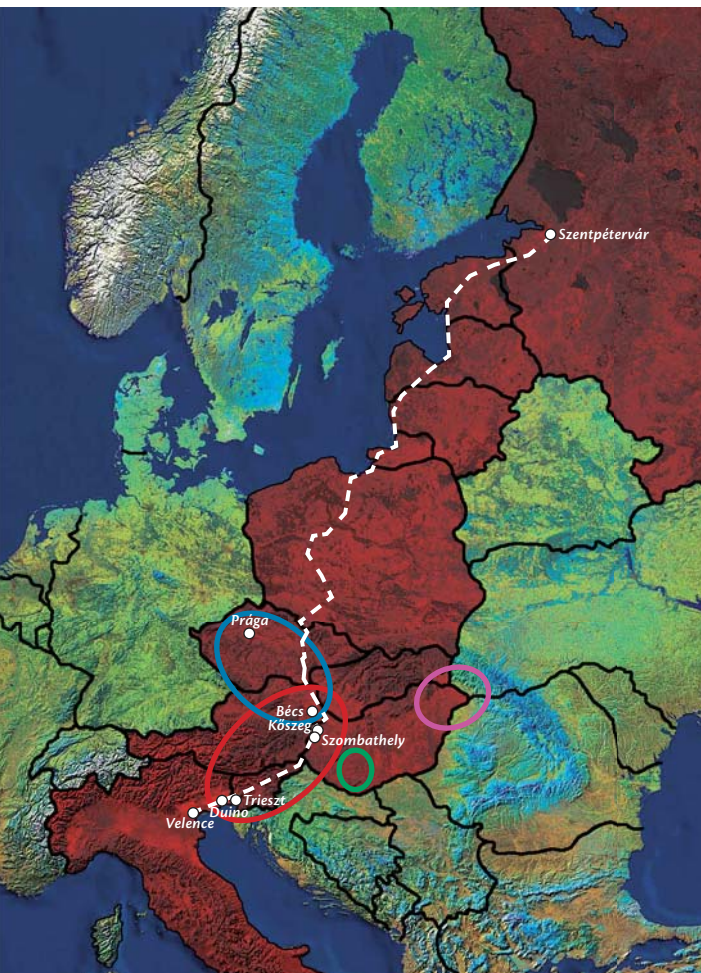 Szentpétervár
Prága
Bécs
Kőszeg
Szombathely
Trieszt
Duino
Velence